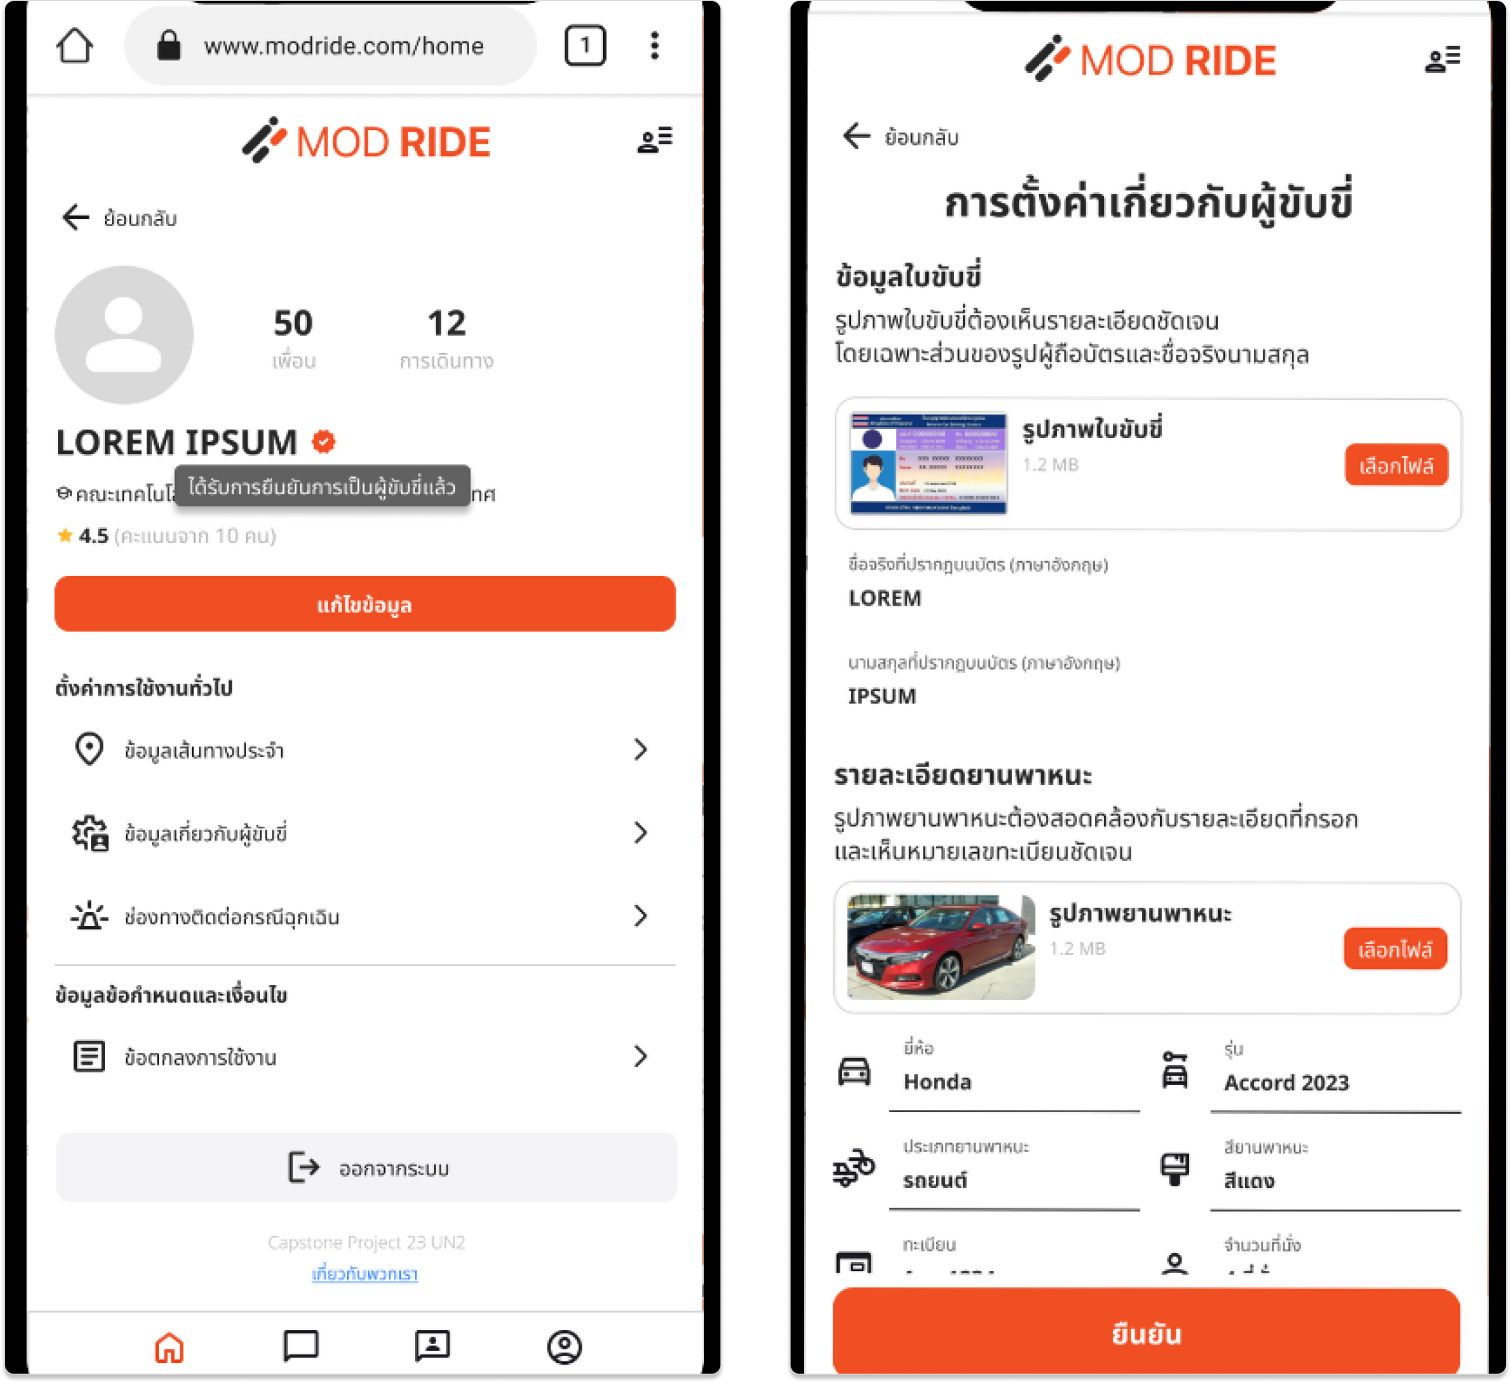 www.modride.com/home
1
MOD RIDE
ย้อนกลับ
50
12
เพื่อน
การเดินทาง
LOREM IPSUM
ได้รับการยืนยันการเป็นผู้ขับขี่แล้ว
4.5 (คะแนนจาก 10 คน)
แก้ไขข้อมูล
ตั้งค่าการใช้งานทั่วไป
ข้อมูลเส้นทางประจำ
ข้อมูลเกี่ยวกับผู้ขับขี่
ช่องทางติดต่อกรณีฉุกเฉิน
ข้อมูลข้อกำหนดและเงื่อนไข
ข้อตกลงการใช้งาน
ออกจากระบบ
Capstone Project 23 UN2
เกี่ยวกับพวกเรา
MOD RIDE
ย้อนกลับ
การตั้งค่าเกี่ยวกับผู้ขับขี่
ข้อมูลใบขับขี่
รูปภาพใบขับขี่ต้องเห็นรายละเอียดชัดเจน
โดยเฉพาะส่วนของรูปผู้ถือบัตรและชื่อจริงนามสกุล
รูปภาพใบขับขี่
1.2 MB
เลือกไฟล์
ชื่อจริงที่ปรากฎบนบัตร (ภาษาอังกฤษ)
LOREM
นามสกุลที่ปรากฎบนบัตร (ภาษาอังกฤษ)
IPSUM
รายละเอียดยานพาหนะ
รูปภาพยานพาหนะต้องสอดคล้องกับรายละเอียดที่กรอก
และเห็นหมายเลขทะเบียนชัดเจน
รูปภาพยานพาหนะ
1.2 MB
เลือกไฟล์
ยี่ห้อ
รุ่น
Honda
Accord 2023
ประเภทยานพาหนะ
สียานพาหนะ
รถยนต์
สีแดง
ทะเบียน
จำนวนที่นั่ง
ยืนยัน